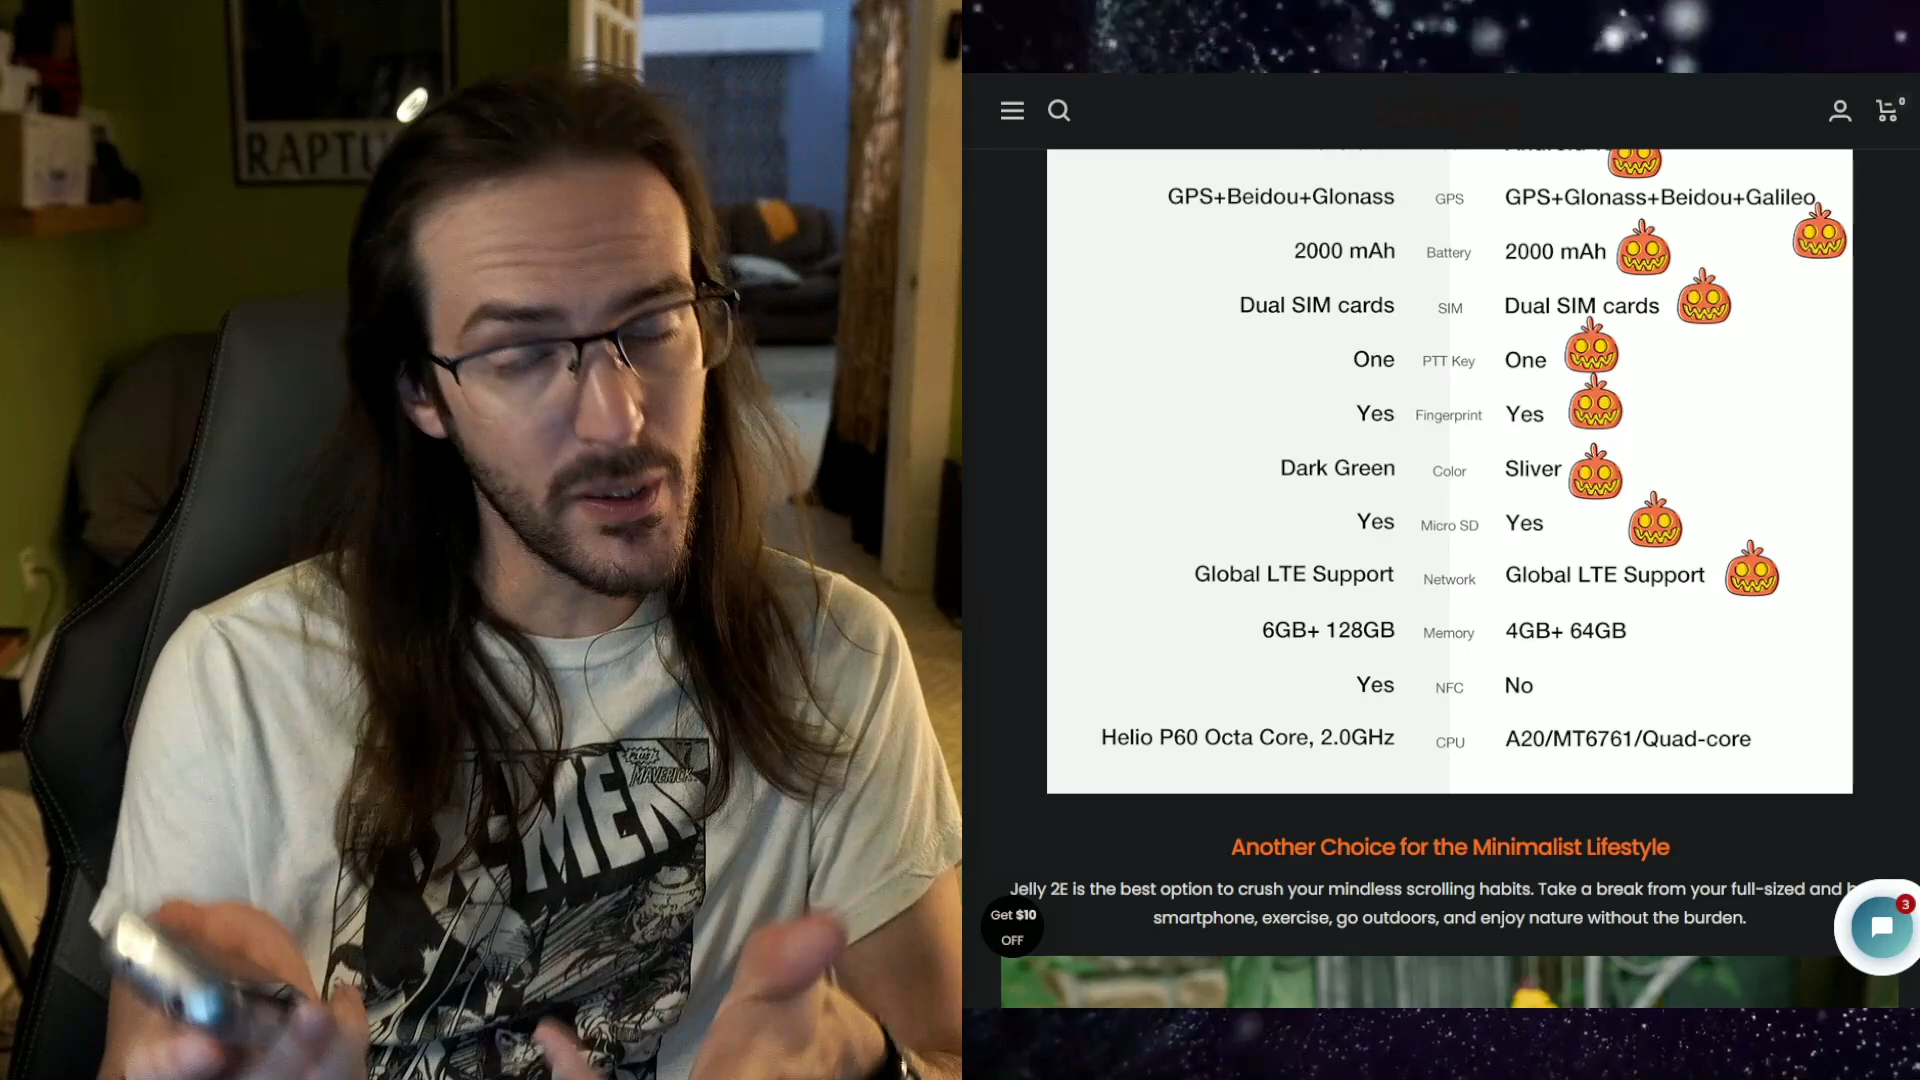 RAPTU
PLUS!
MAVERICK
X-MEN
0
GPS+Beidou+Glonass GPS GPS+Glonass+Beidou+Galileo
2000 mAh Battery 2000 mAh
Dual SIM cards SIM Dual SIM cards
One PTT Key One
Yes Fingerprint Yes
Dark Green Color Sliver
Yes Micro SD Yes
Global LTE Support Network Global LTE Support
6GB+ 128GB Memory 4GB+ 64GB
Yes NFC No
Helio P60 Octa Core, 2.0GHz CPU A20/MT6761/Quad-core
Another Choice for the Minimalist Lifestyle
Jelly 2E is the best option to crush your mindless scrolling habits. Take a break from your full-sized and
smartphone, exercise, go outdoors, and enjoy nature without the burden.
Get $10
OFF
3